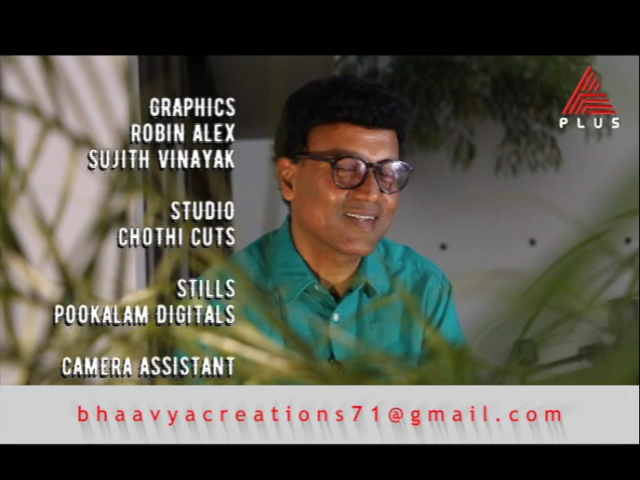 GRAPHICS
ROBIN ALEX
SUJITH VINAYAK
STUDIO
CHOTHI CUTS
STILLS
POOKALAM DIGITALS
CAMERA ASSISTANT
PLUS
bhaavyacreations71@gmail.com